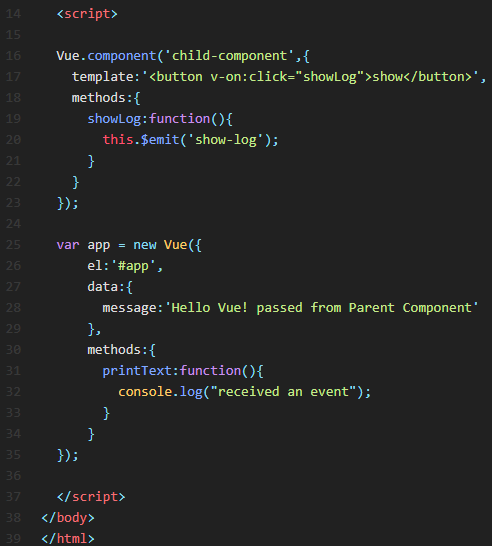 14 <script>
15
16 Vue.component('child-component',{
17 template:'<button v-on:click="showLog">show</button>',
18 methods:{
19 showLog:function(){
20 this.$emit('show-log');
21 }
22 }
23 });
24
25 var app = new Vue({
26 el:'#app',
27 data:{
28 message:'Hello Vue! passed from Parent Component'
29 },
30 methods:{
31 printText:function(){
32 console.log("received an event");
33 }
34 }
35 });
36
37 </script>
38 </body>
39 </html>